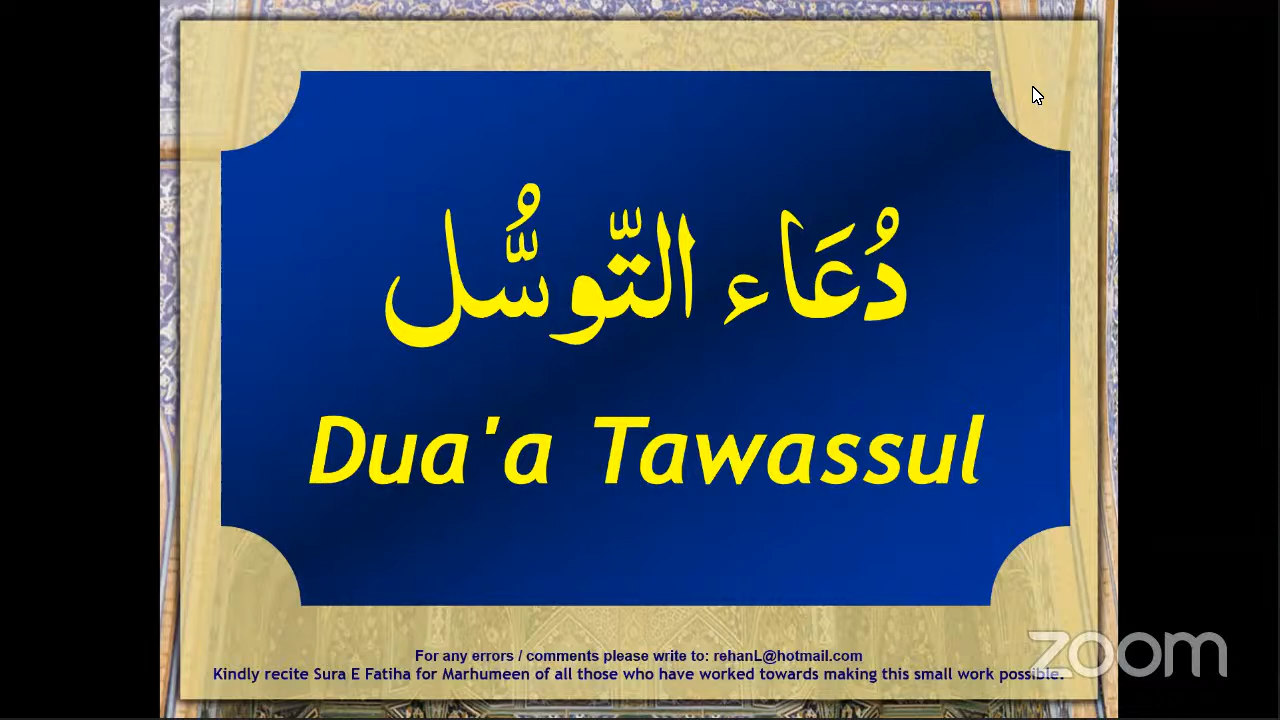 دُعَاء التَّوسُّل
Dua'a Tawassul
For any errors / comments please write to: rehanL@hotmail.com
Kindly recite Sura E Fatiha for Marhumeen of all those who have worked towards making this small work possible.
zoom